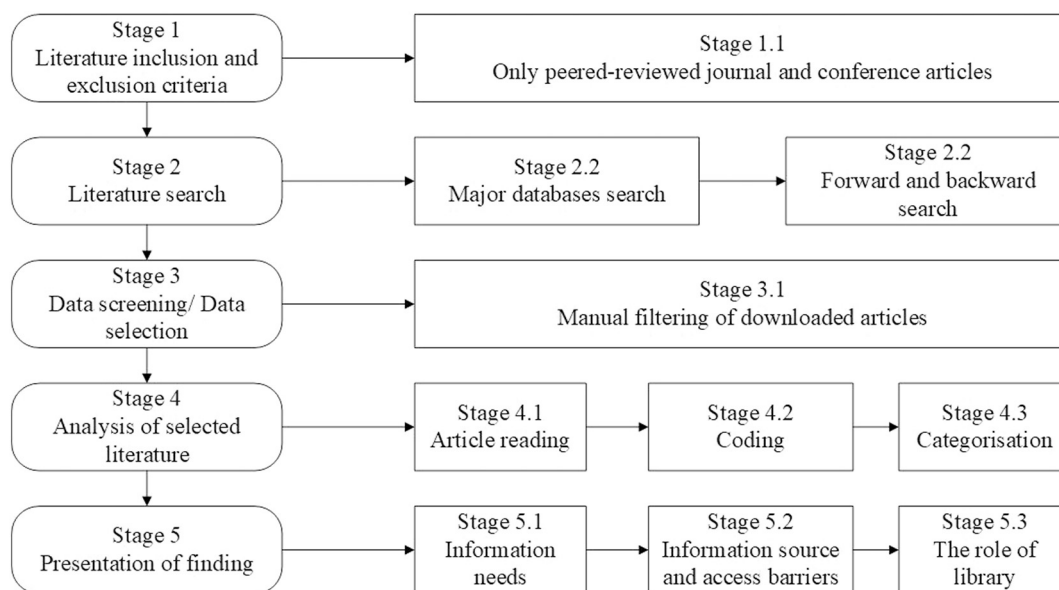 Stage 1
Literature inclusion and
exclusion criteria
Stage 1.1
Only peered-reviewed journal and conference articles
Stage 2
Literature search
Stage 2.2
Major databases search
Stage 2.2
Forward and backward
search
Stage 3
Data screening/ Data
selection
Stage 3.1
Manual filtering of downloaded articles
Stage 4
Analysis of selected
literature
Stage 4.1
Article reading
Stage 4.2
Coding
Stage 4.3
Categorisation
Stage 5
Presentation of finding
Stage 5.1
Information
needs
Stage 5.2
Information source
and access barriers
Stage 5.3
The role of
library